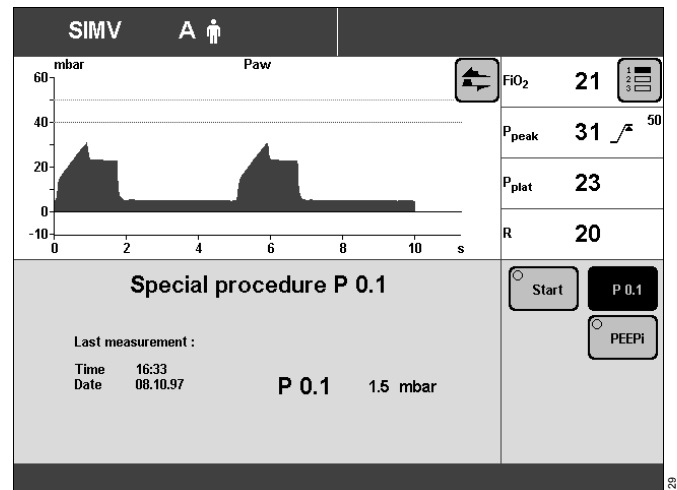 SIMV A
mbar Paw
60
40
20
0
-10
0 2 4 6 8 10 s
FiO2 21 1 2 3
Ppeak 31 50
Pplat 23
R 20
Special procedure P 0.1
Start P 0.1
PEEPi
Last measurement :
Time 16:33
Date 08.10.97
P 0.1 1.5 mbar
29